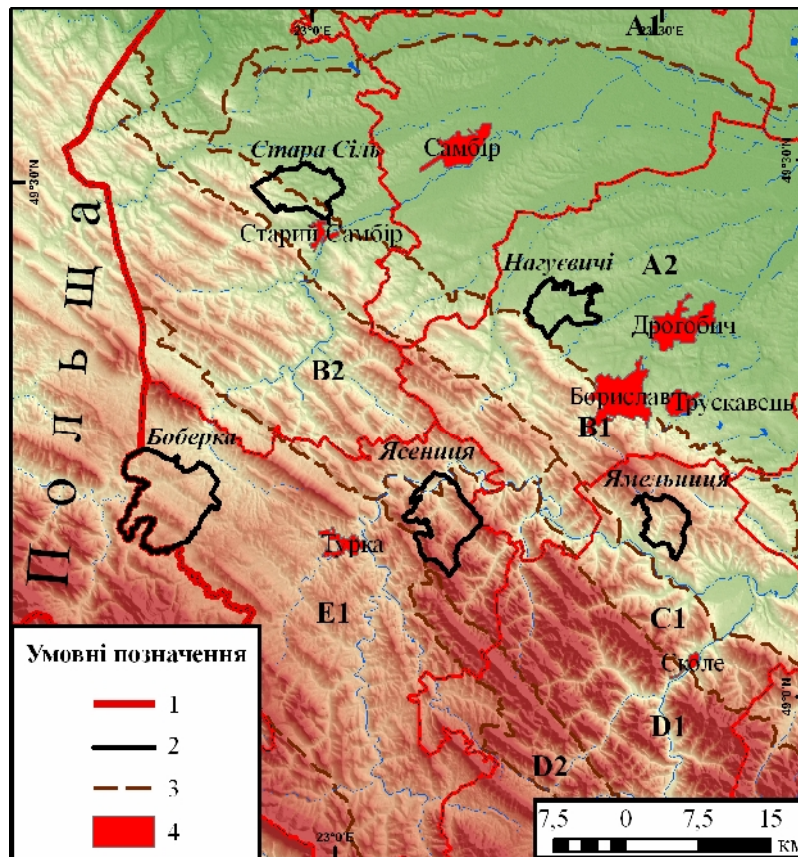 A1
23°0'E
23°30'E
49°30'N
49°30'N
Стара Сіль
Самбір
Старий Самбір
Нагуєвичі
A2
Дрогобич
Польща
B2
Борислав
Трускавець
B1
Боберка
Ясениця
Ямельниця
Турка
E1
C1
Сколе
D1
D2
49°0'N
23°0'E
Умовні позначення
1
2
3
4
7,5 0 7,5 15
км